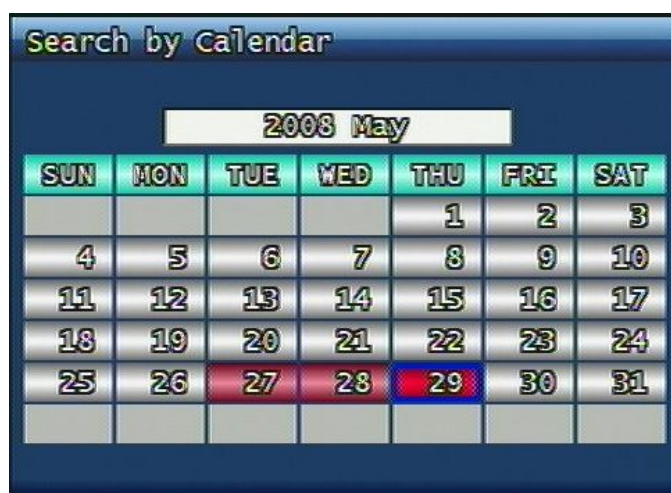 Search by Calendar
2008 May
SUN MON TUE WED THU FRI SAT
1 2 3
4 5 6 7 8 9 10
11 12 13 14 15 16 17
18 19 20 21 22 23 24
25 26 27 28 29 30 31